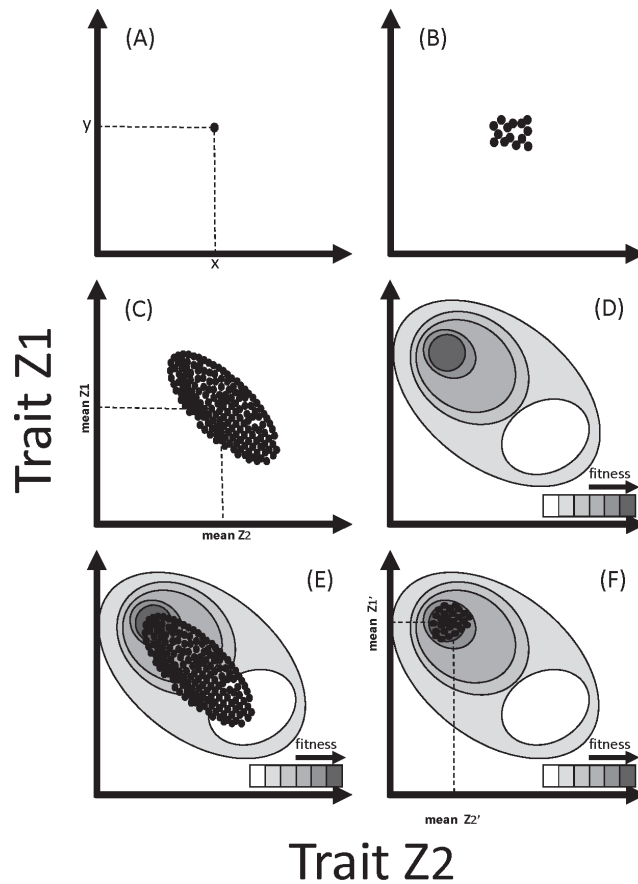 (A)
(B)
y
x
(C)
(D)
Trait Z1
mean Z1
mean Z2
fitness
(E)
(F)
mean Z1'
fitness
fitness
mean Z2'
Trait Z2